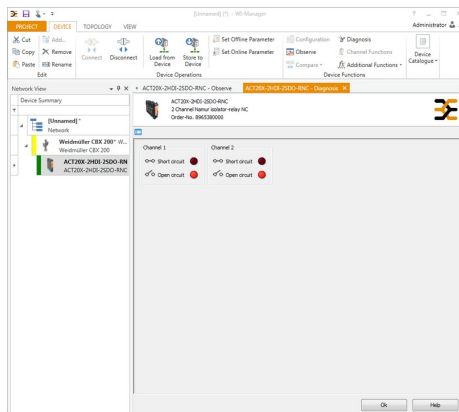 [Unnamed] (*) - WI-Manager
PROJECT DEVICE TOPOLOGY VIEW Administrator
Cut Add...
Copy Remove
Paste Rename
Connect Disconnect
Load from Device
Store to Device
Set Offline Parameter
Set Online Parameter
Configuration Diagnosis
Observe Channel Functions
Compare Additional Functions
Device Catalogue
Edit Device Operations Device Functions
Network View
ACT20X-2HDI-2SDO-RNC - Observe ACT20X-2HDI-2SDO-RNC - Diagnosis
Device Summary
[Unnamed] *
Network
Weidmüller CBX 200* W...
Weidmüller CBX 200
ACT20X-2HDI-2SDO-RN
ACT20X-2HDI-2SDO-RNC
ACT20X-2HDI-2SDO-RNC
2 Channel Namur isolator-relay NC
Order-No. 8965380000
Channel 1 Channel 2
Short circuit Short circuit
Open circuit Open circuit
Ok Help